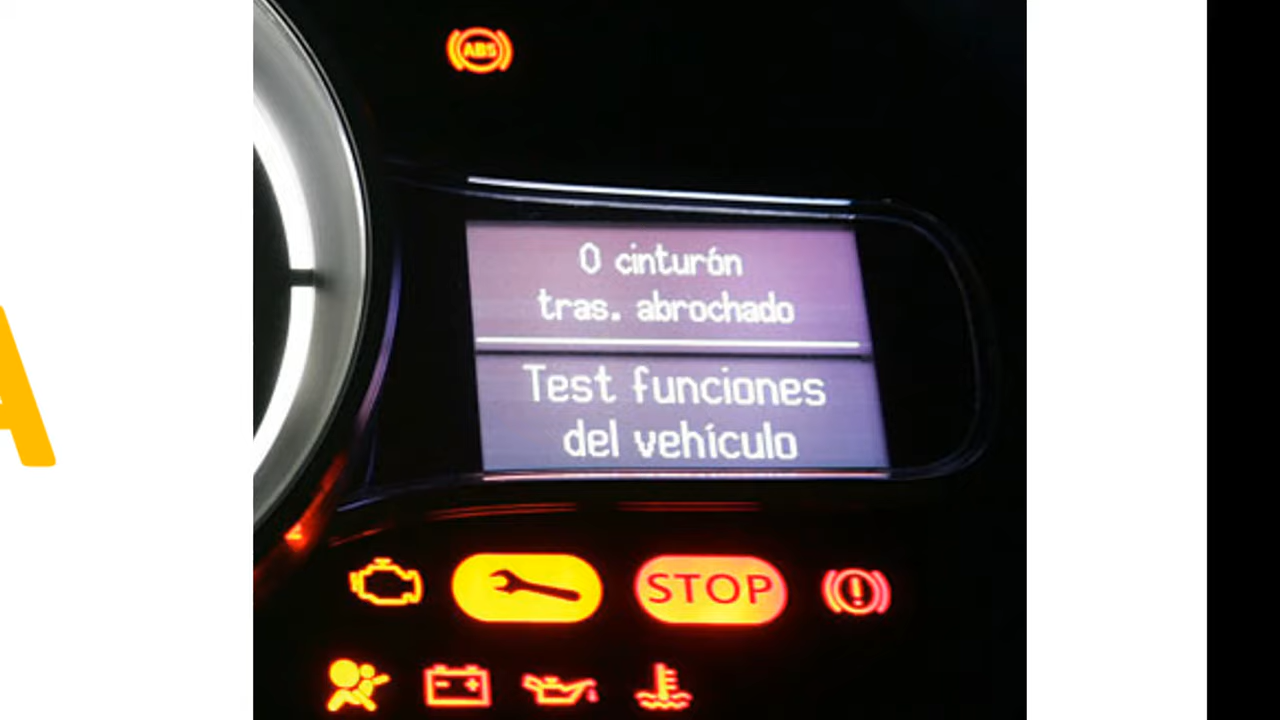 ABS
0 cinturón
tras. abrochado
Test funciones
del vehículo
STOP
A